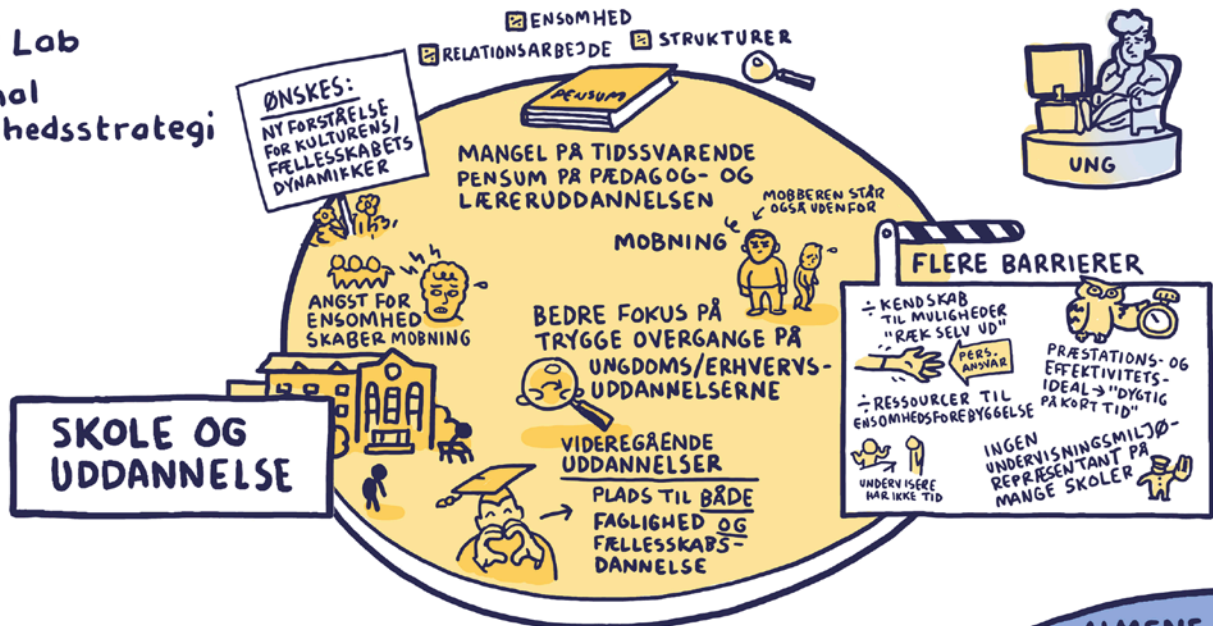 Lab
nal
hedsstrategi
ENSOMHED
RELATIONSARBEJDE
STRUKTURER
ØNSKES:
NY FORSTÅELSE
FOR KULTURENS/
FÆLLESSKABETS
DYNAMIKKER
PENSUM
MANGEL PÅ TIDSSVARENDE
PENSUM PÅ PÆDAGOG- OG
LÆRERUDDANNELSEN
UNG
MOBBEREN STÅR
OGSÅ UDENFOR
MOBNING
ANGST FOR
ENSOMHED
SKABER MOBNING
BEDRE FOKUS PÅ
TRYGGE OVERGANGE PÅ
UNGDOMS/ERHVERVS-
UDDANNELSERNE
SKOLE OG
UDDANNELSE
VIDEREGÅENDE
UDDANNELSER
PLADS TIL BÅDE
FAGLIGHED OG
FÆLLESSKABS-
DANNELSE
FLERE BARRIERER
÷ KENDSKAB
TIL MULIGHEDER
"RÆK SELV UD"
PERS.
ANSVAR
÷ RESSOURCER TIL
ENSOMHEDSFOREBYGGELSE
UNDERVISERE
HAR IKKE TID
PRÆSTATIONS- OG
EFFEKTIVITETS-
IDEAL → "DYGTIG
PÅ KORT TID"
INGEN
UNDERVISNINGSMILJØ-
REPRÆSENTANT PÅ
MANGE SKOLER
ALMENE